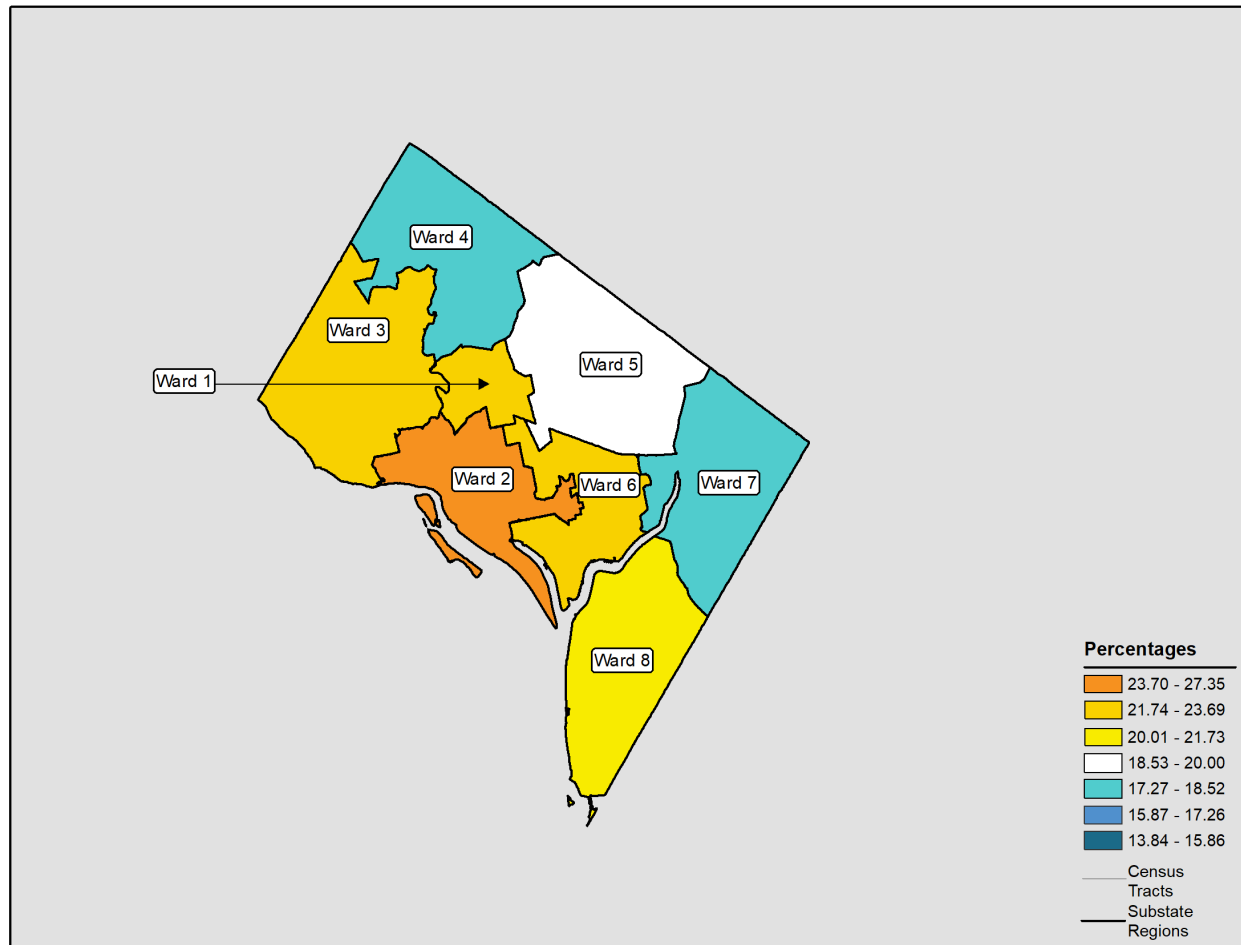 Ward 4
Ward 3
Ward 5
Ward 1
Ward 2
Ward 6
Ward 7
Ward 8
Percentages
23.70 - 27.35
21.74 - 23.69
20.01 - 21.73
18.53 - 20.00
17.27 - 18.52
15.87 - 17.26
13.84 - 15.86
Census
Tracts
Substate
Regions